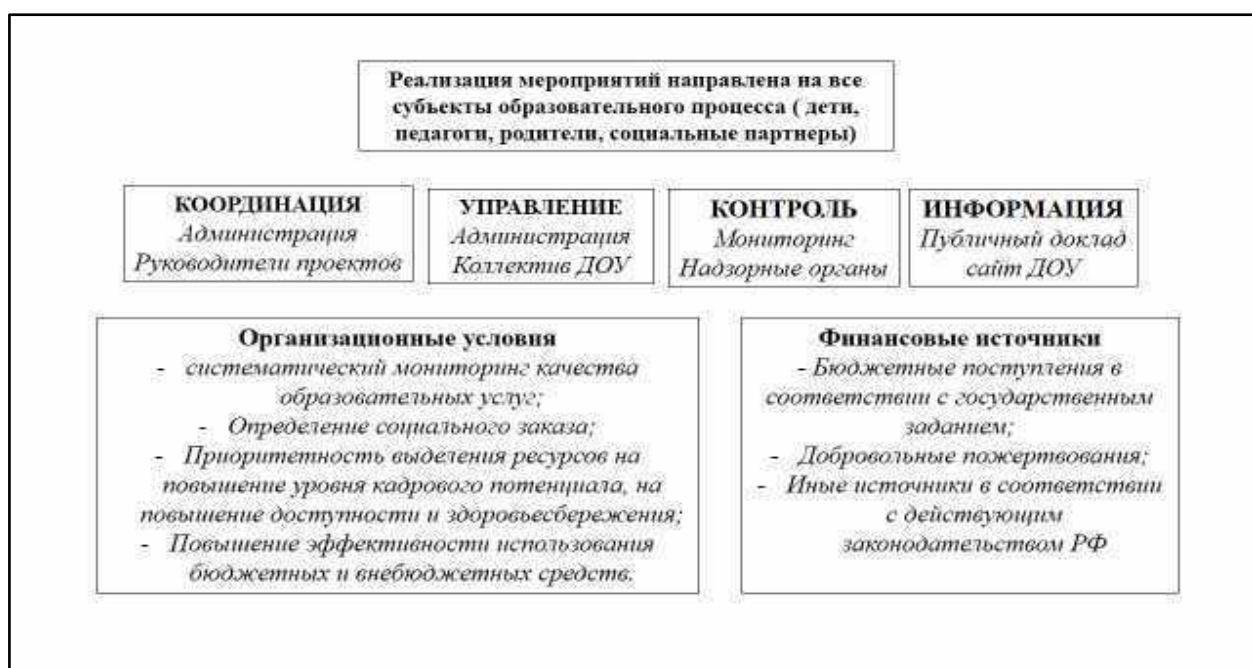 Реализация мероприятий направлена на все
субъекты образовательного процесса ( дети,
педагоги, родители, социальные партнеры)
КООРДИНАЦИЯ
Администрация
Руководители проектов
УПРАВЛЕНИЕ
Администрация
Коллектив ДОУ
КОНТРОЛЬ
Мониторинг
Надзорные органы
ИНФОРМАЦИЯ
Публичный доклад
сайт ДОУ
Организационные условия
- систематический мониторинг качества
образовательных услуг;
- Определение социального заказа;
- Приоритетность выделения ресурсов на
повышение уровня кадрового потенциала, на
повышение доступности и здоровьесбережения;
- Повышение эффективности использования
бюджетных и внебюджетных средств.
Финансовые источники
- Бюджетные поступления в
соответствии с государственным
заданием;
- Добровольные пожертвования;
- Иные источники в соответствии
с действующим
законодательством РФ